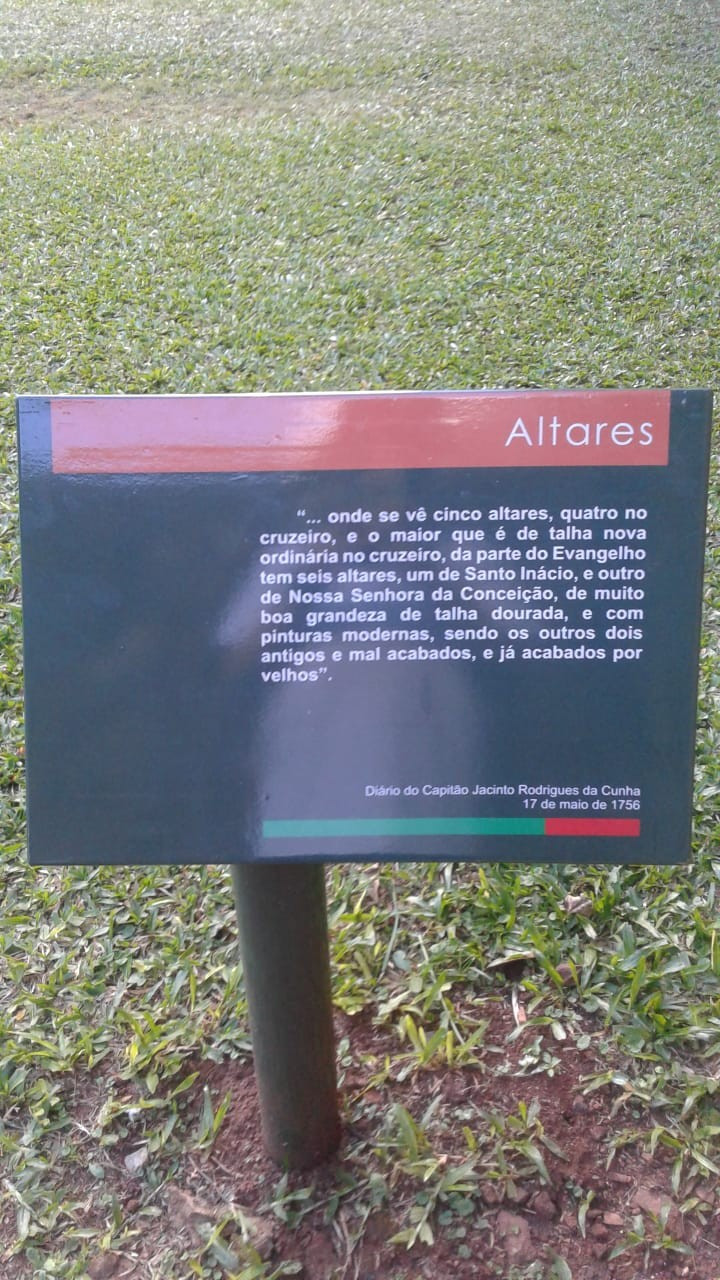 Altares
“... onde se vê cinco altares, quatro no
cruzeiro, e o maior que é de talha nova
ordinária no cruzeiro, da parte do Evangelho
tem seis altares, um de Santo Inácio, e outro
de Nossa Senhora da Conceição, de muito
boa grandeza de talha dourada, e com
pinturas modernas, sendo os outros dois
antigos e mal acabados, e já acabados por
velhos”.
Diário do Capitão Jacinto Rodrigues da Cunha
17 de maio de 1756